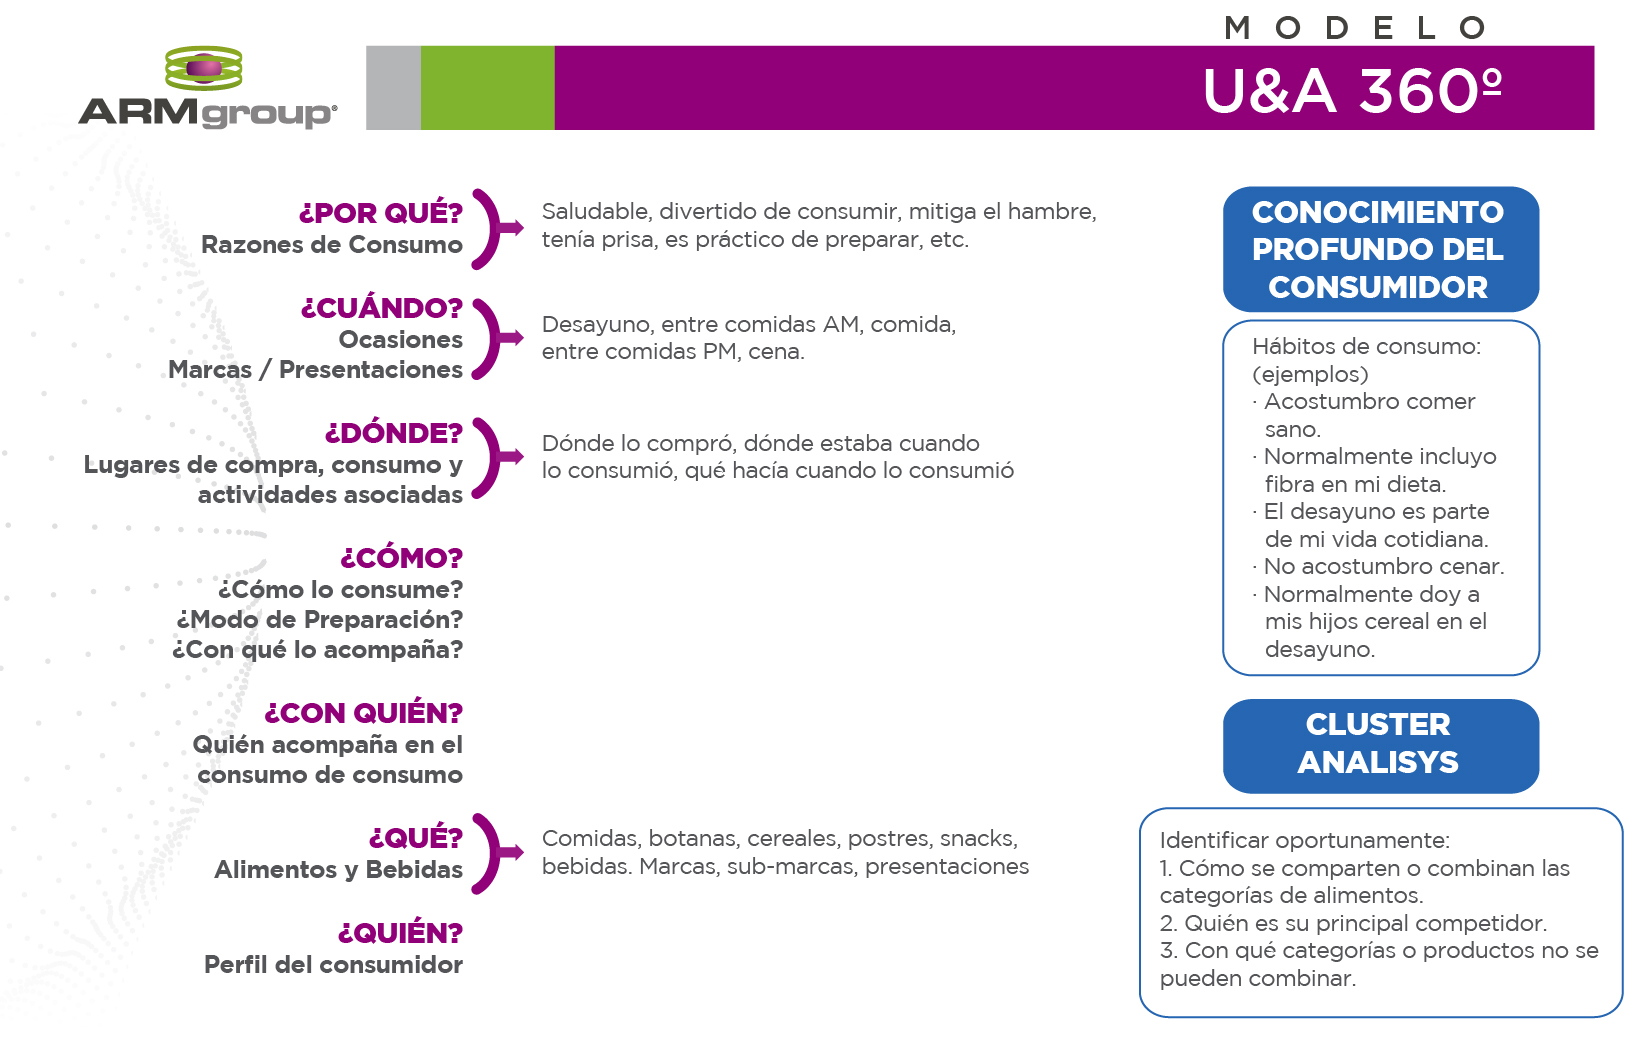 MODELO
ARMgroup®
U&A 360º
¿POR QUÉ?
Razones de Consumo
Saludable, divertido de consumir, mitiga el hambre,
tenía prisa, es práctico de preparar, etc.
¿CUÁNDO?
Ocasiones
Marcas / Presentaciones
Desayuno, entre comidas AM, comida,
entre comidas PM, cena.
¿DÓNDE?
Lugares de compra, consumo y
actividades asociadas
Dónde lo compró, dónde estaba cuando
lo consumió, qué hacía cuando lo consumió
¿CÓMO?
¿Cómo lo consume?
¿Modo de Preparación?
¿Con qué lo acompaña?
¿CON QUIÉN?
Quién acompaña en el
consumo de consumo
¿QUÉ?
Alimentos y Bebidas
Comidas, botanas, cereales, postres, snacks,
bebidas. Marcas, sub-marcas, presentaciones
¿QUIÉN?
Perfil del consumidor
CONOCIMIENTO
PROFUNDO DEL
CONSUMIDOR
Hábitos de consumo:
(ejemplos)
· Acostumbro comer
sano.
· Normalmente incluyo
fibra en mi dieta.
· El desayuno es parte
de mi vida cotidiana.
· No acostumbro cenar.
· Normalmente doy a
mis hijos cereal en el
desayuno.
CLUSTER
ANALISYS
Identificar oportunamente:
1. Cómo se comparten o combinan las
categorías de alimentos.
2. Quién es su principal competidor.
3. Con qué categorías o productos no se
pueden combinar.